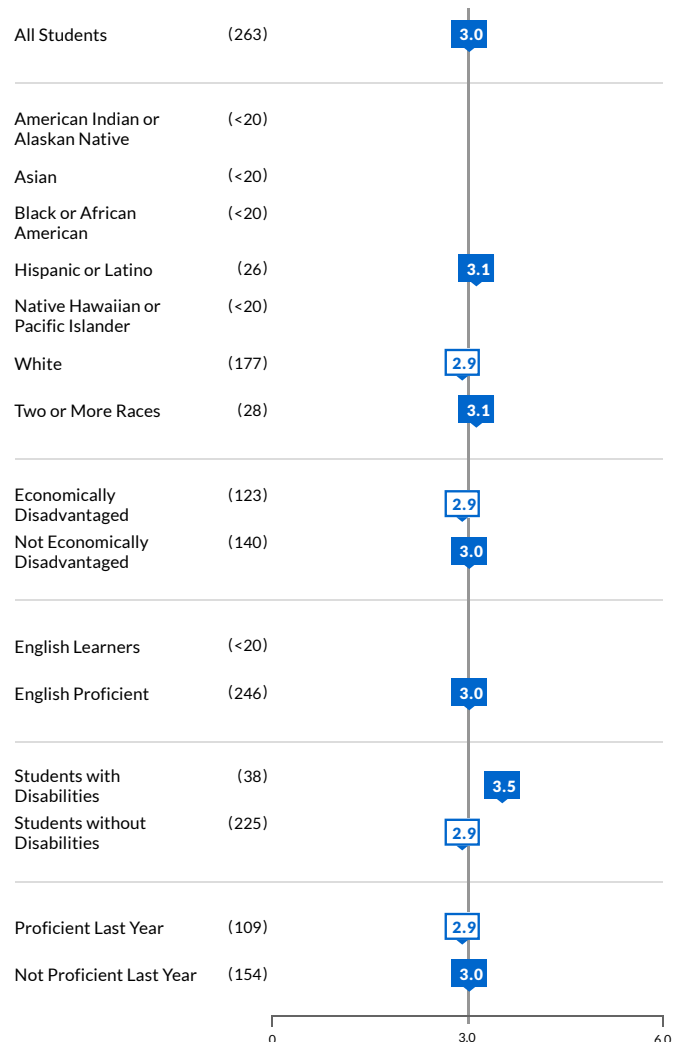 All Students (263) 3.0
American Indian or (<20)
Alaskan Native
Asian (<20)
Black or African (<20)
American
Hispanic or Latino (26) 3.1
Native Hawaiian or (<20)
Pacific Islander
White (177) 2.9
Two or More Races (28) 3.1
Economically (123) 2.9
Disadvantaged
Not Economically (140) 3.0
Disadvantaged
English Learners (<20)
English Proficient (246) 3.0
Students with (38) 3.5
Disabilities
Students without (225) 2.9
Disabilities
Proficient Last Year (109) 2.9
Not Proficient Last Year (154) 3.0
0 3.0 6.0